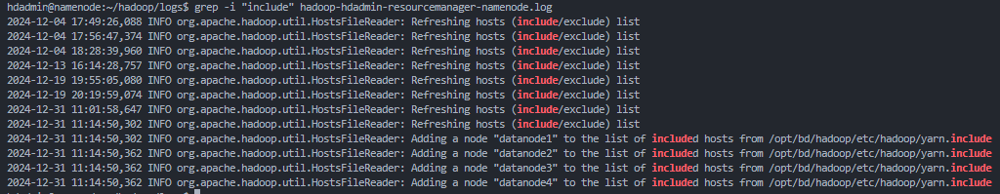 hdadmin@namenode:~/hadoop/logs$ grep -i "include" hadoop-hdadmin-resourcemanager-namenode.log
2024-12-04 17:49:26,088 INFO org.apache.hadoop.util.HostsFileReader: Refreshing hosts (include/exclude) list
2024-12-04 17:56:47,374 INFO org.apache.hadoop.util.HostsFileReader: Refreshing hosts (include/exclude) list
2024-12-04 18:28:39,960 INFO org.apache.hadoop.util.HostsFileReader: Refreshing hosts (include/exclude) list
2024-12-13 16:14:28,757 INFO org.apache.hadoop.util.HostsFileReader: Refreshing hosts (include/exclude) list
2024-12-19 19:55:05,080 INFO org.apache.hadoop.util.HostsFileReader: Refreshing hosts (include/exclude) list
2024-12-19 20:19:59,074 INFO org.apache.hadoop.util.HostsFileReader: Refreshing hosts (include/exclude) list
2024-12-31 11:01:58,647 INFO org.apache.hadoop.util.HostsFileReader: Refreshing hosts (include/exclude) list
2024-12-31 11:14:50,302 INFO org.apache.hadoop.util.HostsFileReader: Refreshing hosts (include/exclude) list
2024-12-31 11:14:50,302 INFO org.apache.hadoop.util.HostsFileReader: Adding a node "datanode1" to the list of included hosts from /opt/bd/hadoop/etc/hadoop/yarn.include
2024-12-31 11:14:50,362 INFO org.apache.hadoop.util.HostsFileReader: Adding a node "datanode2" to the list of included hosts from /opt/bd/hadoop/etc/hadoop/yarn.include
2024-12-31 11:14:50,362 INFO org.apache.hadoop.util.HostsFileReader: Adding a node "datanode3" to the list of included hosts from /opt/bd/hadoop/etc/hadoop/yarn.include
2024-12-31 11:14:50,362 INFO org.apache.hadoop.util.HostsFileReader: Adding a node "datanode4" to the list of included hosts from /opt/bd/hadoop/etc/hadoop/yarn.include